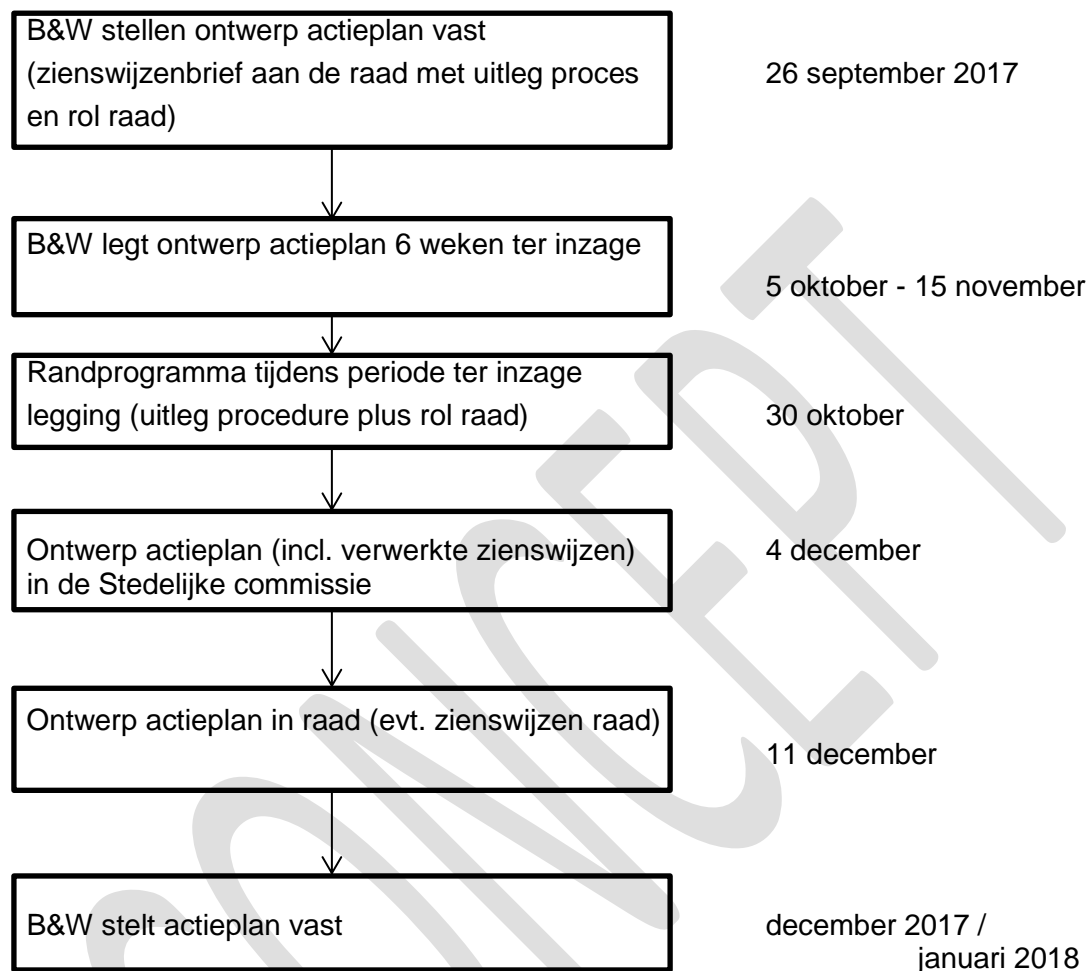 B&W stellen ontwerp actieplan vast
(zienswijzenbrief aan de raad met uitleg proces
en rol raad)
26 september 2017
B&W legt ontwerp actieplan 6 weken ter inzage
5 oktober - 15 november
Randprogramma tijdens periode ter inzage
legging (uitleg procedure plus rol raad)
30 oktober
Ontwerp actieplan (incl. verwerkte zienswijzen)
in de Stedelijke commissie
4 december
Ontwerp actieplan in raad (evt. zienswijzen raad)
11 december
B&W stelt actieplan vast
december 2017 /
januari 2018
CONCEPT